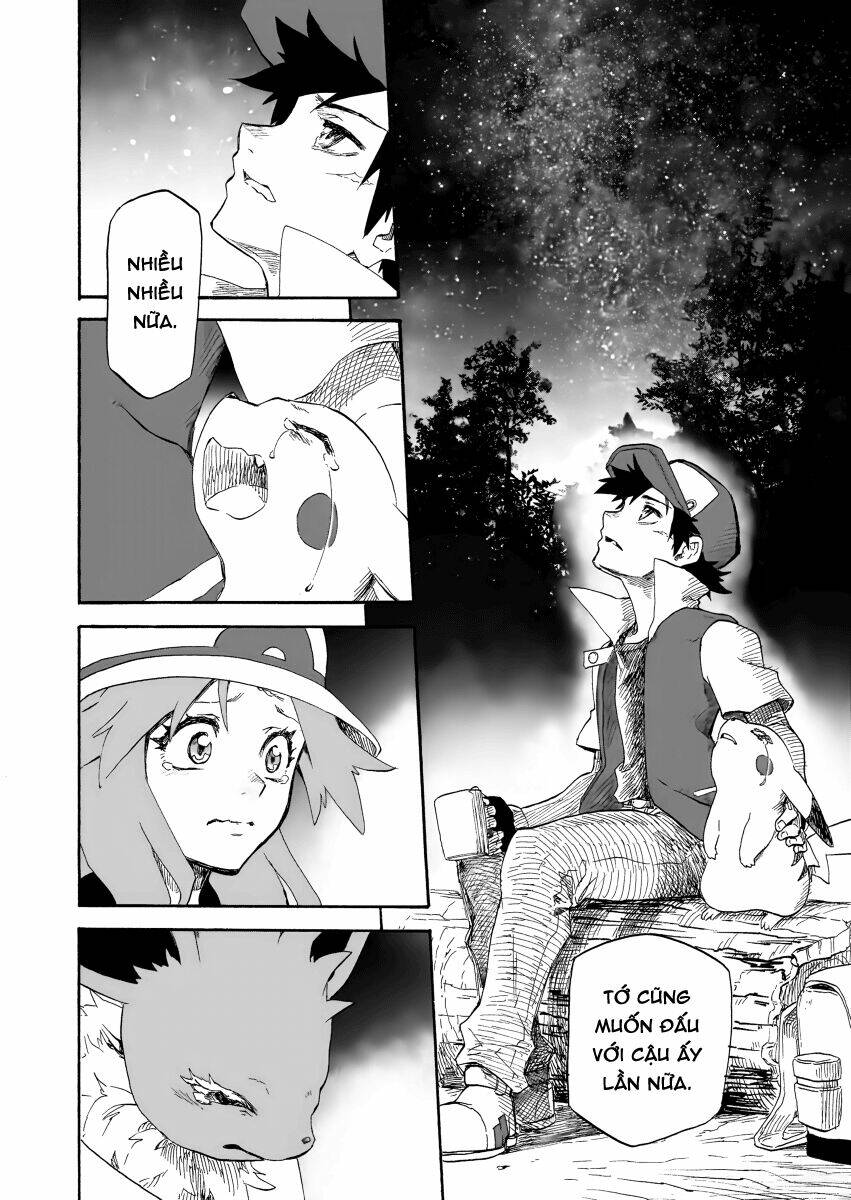 TỚ CŨNG
MUỐN ĐẤU
VỚI CẬU ẤY
LẦN NỮA.
NHIỀU
NHIỀU
NỮA.